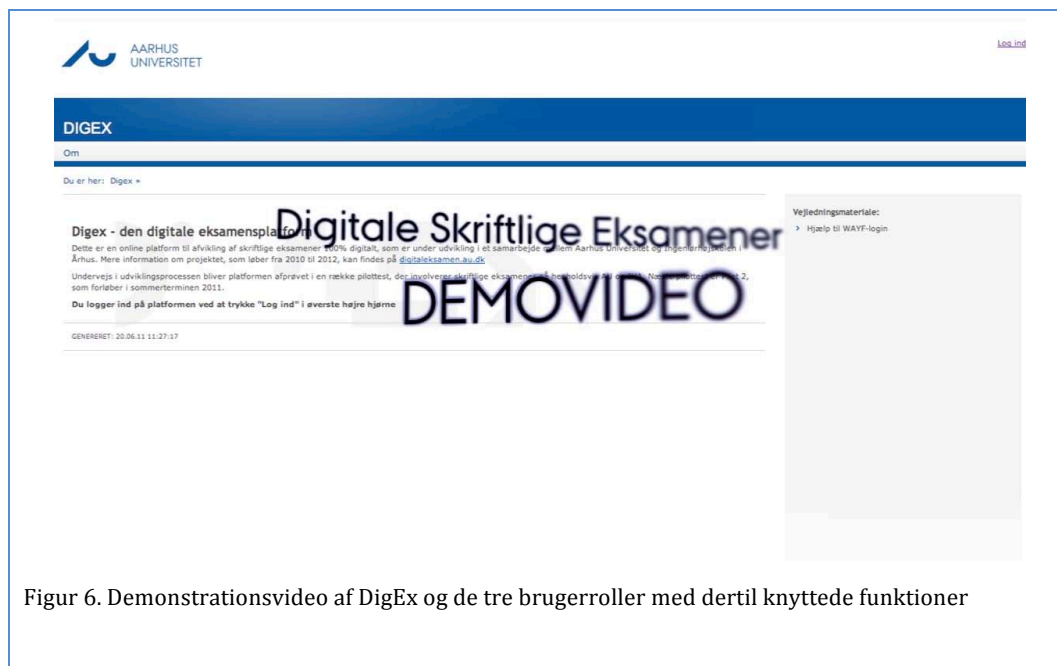 AARHUS
UNIVERSITET
Log ind
DIGEX
Om
Du er her: Digex »
Digex - den digitale eksamensplatform
Digitale Skriftlige Eksamener
DEMOVIDEO
Dette er en online platform til afvikling af skriftlige eksamener 100% digitalt, som er under udvikling i et samarbejde mellem Aarhus Universitet og Ingeniørhøjskolen i
Århus. Mere information om projektet, som løber fra 2010 til 2012, kan findes på digitaleksamen.au.dk
Undervejs i udviklingsprocessen bliver platformen afprøvet i en række pilottest, der involverer skriftlige eksamener på henholdsvis AU og 2,
som forløber i sommerterminen 2011.
Du logger ind på platformen ved at trykke "Log ind" i øverste højre hjørne
GENERERET: 20.06.11 11:27:17
Vejledningsmateriale:
› Hjælp til WAYF-login
Figur 6. Demonstrationsvideo af DigEx og de tre brugerroller med dertil knyttede funktioner